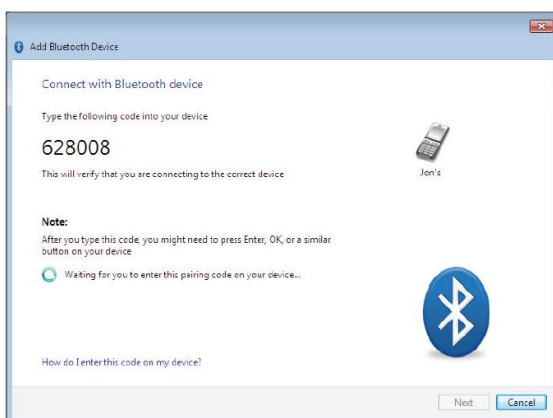 Add Bluetooth Device
Connect with Bluetooth device
Type the following code into your device
628008
This will verify that you are connecting to the correct device
Jon's
Note:
After you type this code, you might need to press Enter, OK, or a similar
button on your device
Waiting for you to enter this pairing code on your device...
How do I enter this code on my device?
Next
Cancel